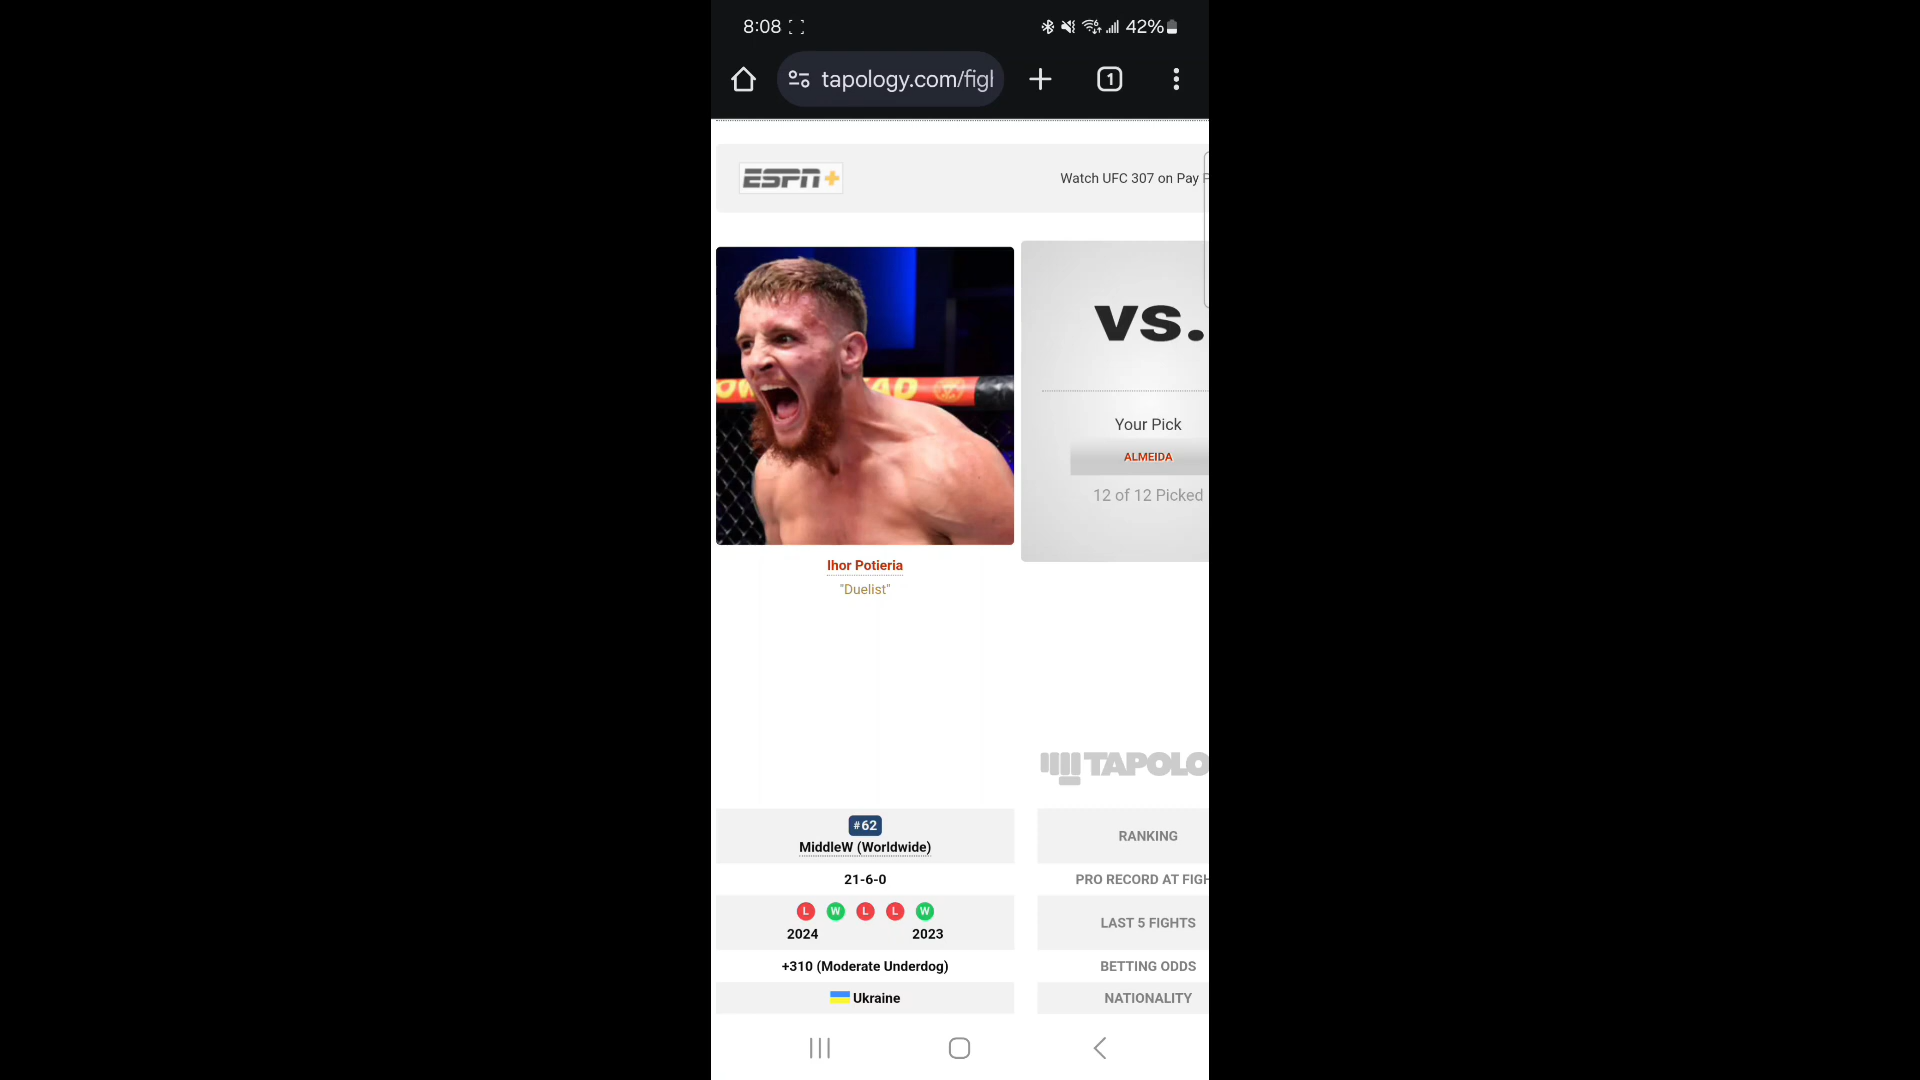 8:08
42%
tapology.com/figl
1
ESPN+
Watch UFC 307 on Pay P
VS.
Your Pick
ALMEIDA
12 of 12 Picked
Ihor Potieria
"Duelist"
TAPOLO
#62
MiddleW (Worldwide)
RANKING
21-6-0
PRO RECORD AT FIGH
L W L L W
2024 2023
LAST 5 FIGHTS
+310 (Moderate Underdog)
BETTING ODDS
Ukraine
NATIONALITY